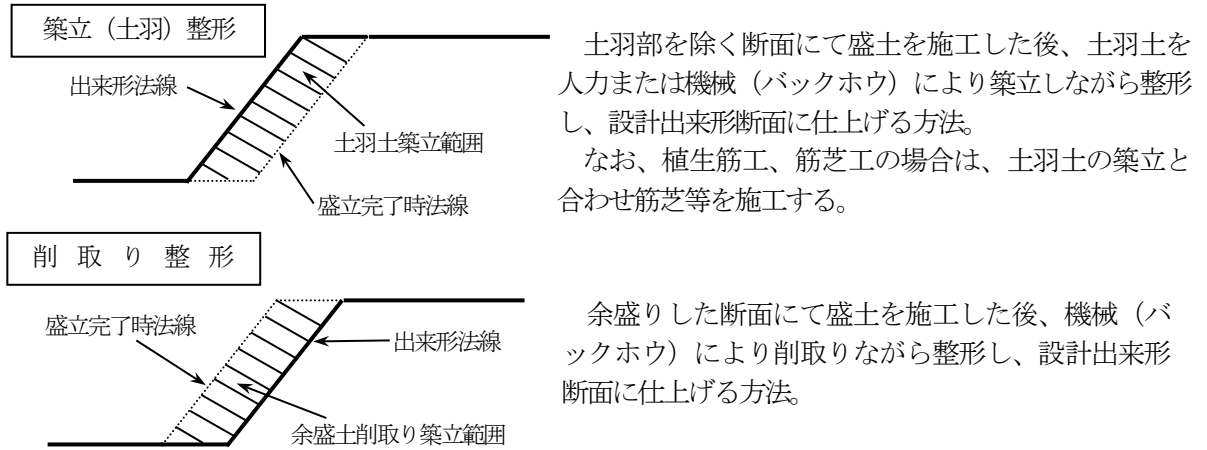 築立（土羽）整形
出来形法線
土羽土築立範囲
盛立完了時法線
土羽部を除く断面にて盛土を施工した後、土羽土を
人力または機械（バックホウ）により築立しながら整形
し、設計出来形断面に仕上げる方法。
なお、植生筋工、筋芝工の場合は、土羽土の築立と
合わせ筋芝等を施工する。
削取り整形
盛立完了時法線
出来形法線
余盛土削取り築立範囲
余盛りした断面にて盛土を施工した後、機械（バ
ックホウ）により削取りながら整形し、設計出来形
断面に仕上げる方法。